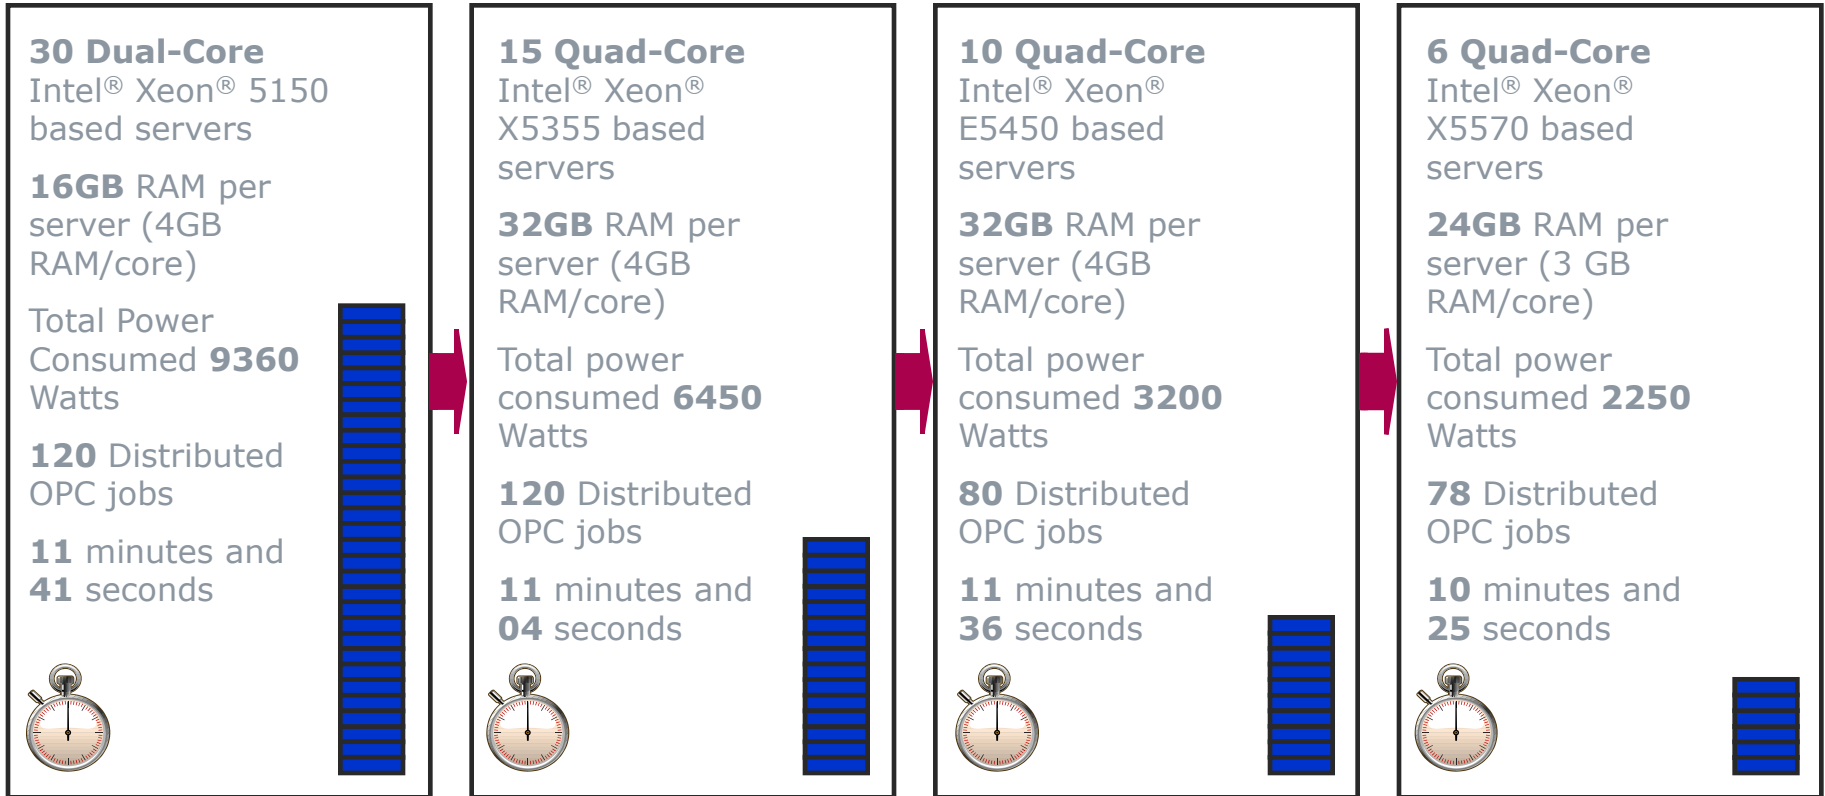 30 Dual-Core
Intel® Xeon® 5150
based servers
16GB RAM per
server (4GB
RAM/core)
Total Power
Consumed 9360
Watts
120 Distributed
OPC jobs
11 minutes and
41 seconds
15 Quad-Core
Intel® Xeon®
X5355 based
servers
32GB RAM per
server (4GB
RAM/core)
Total power
consumed 6450
Watts
120 Distributed
OPC jobs
11 minutes and
04 seconds
10 Quad-Core
Intel® Xeon®
E5450 based
servers
32GB RAM per
server (4GB
RAM/core)
Total power
consumed 3200
Watts
80 Distributed
OPC jobs
11 minutes and
36 seconds
6 Quad-Core
Intel® Xeon®
X5570 based
servers
24GB RAM per
server (3 GB
RAM/core)
Total power
consumed 2250
Watts
78 Distributed
OPC jobs
10 minutes and
25 seconds